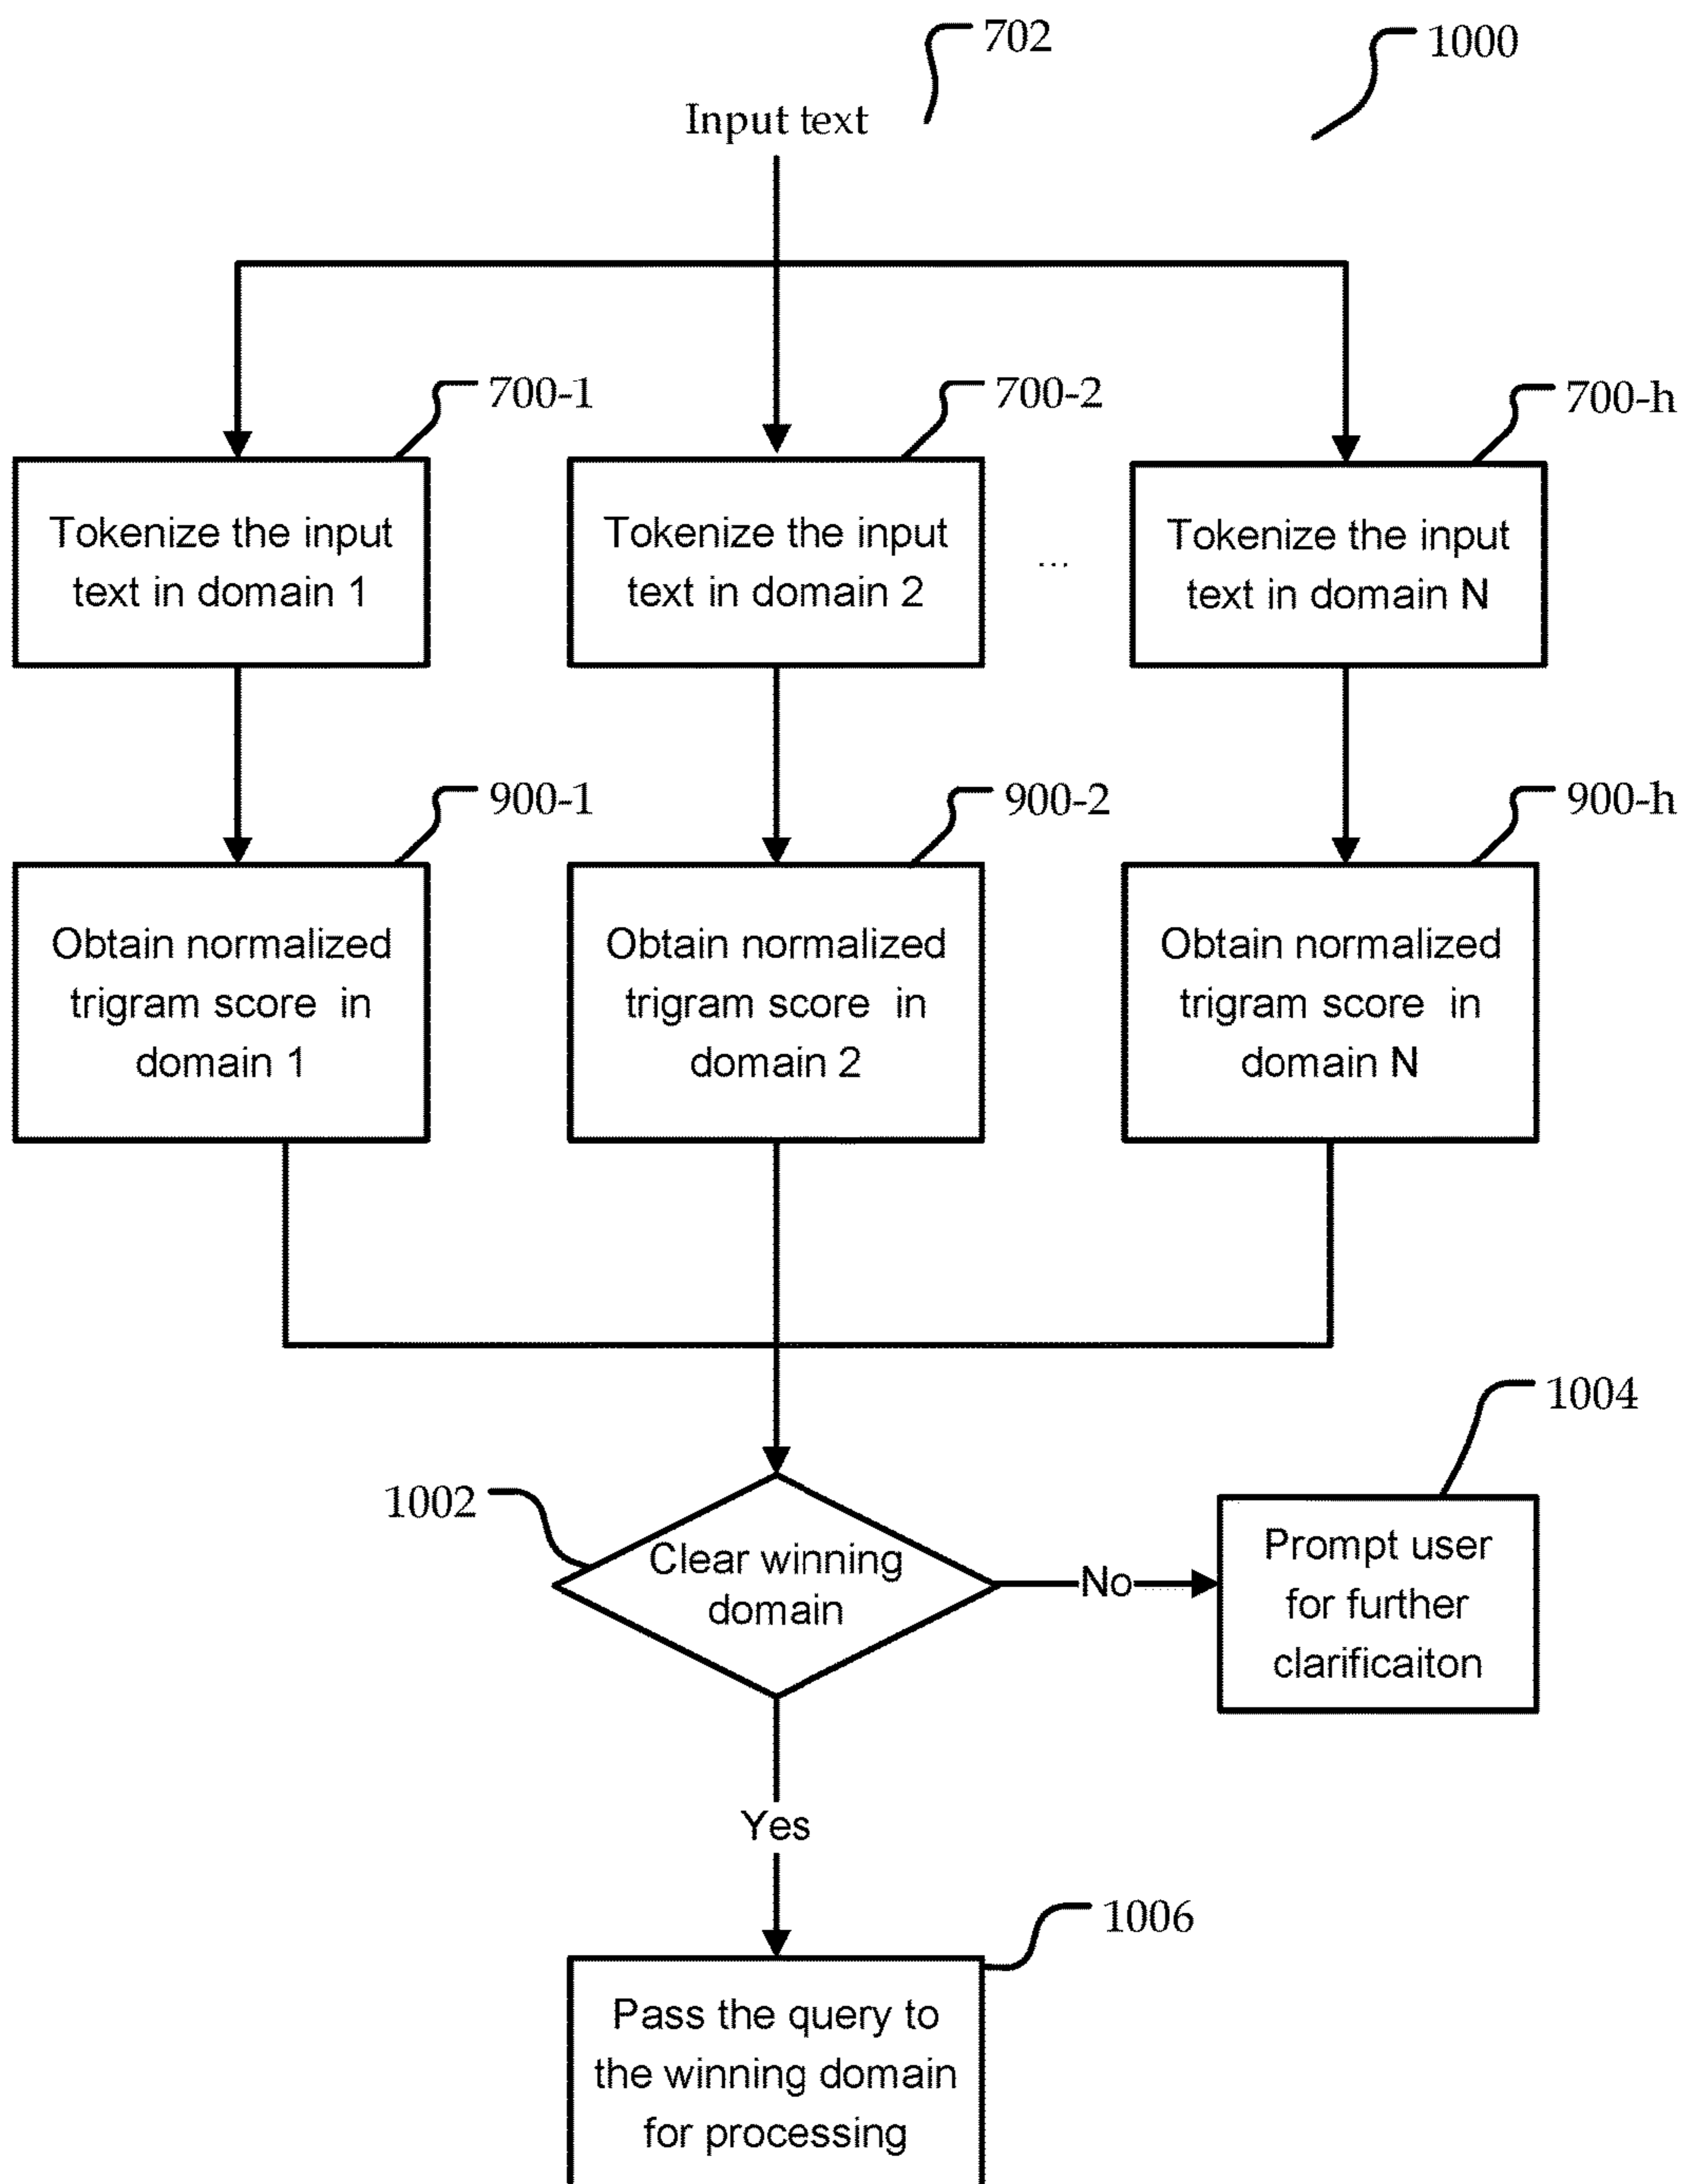 702
1000
Input text
700-1
700-2
700-h
Tokenize the input
text in domain 1
Tokenize the input
text in domain 2
...
Tokenize the input
text in domain N
900-1
900-2
900-h
Obtain normalized
trigram score in
domain 1
Obtain normalized
trigram score in
domain 2
Obtain normalized
trigram score in
domain N
1002
Clear winning
domain
No
1004
Prompt user
for further
clarificaiton
Yes
1006
Pass the query to
the winning domain
for processing